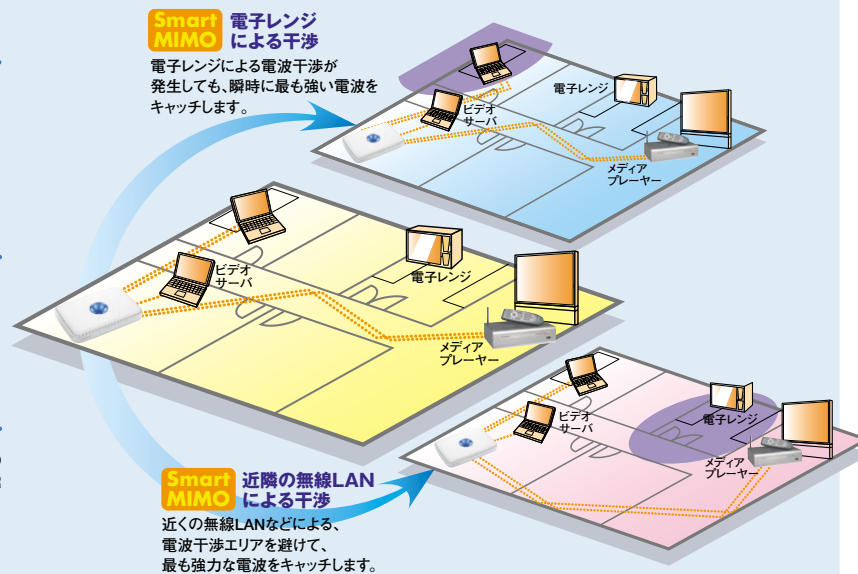 Smart
MIMO
電子レンジ
による干渉
電子レンジによる電波干渉が
発生しても、瞬時に最も強い電波を
キャッチします。
ビデオ
サーバ
電子レンジ
メディア
プレーヤー
ビデオ
サーバ
電子レンジ
メディア
プレーヤー
ビデオ
サーバ
電子レンジ
メディア
プレーヤー
Smart
MIMO
近隣の無線LAN
による干渉
近くの無線LANなどによる、
電波干渉エリアを避けて、
最も強力な電波をキャッチします。